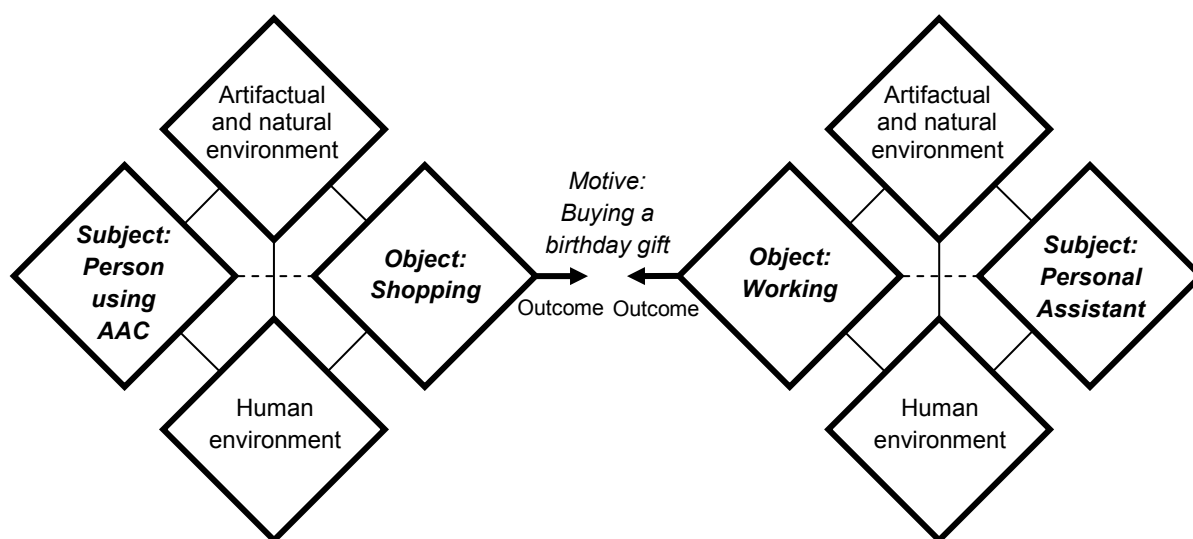 Artifactual
and natural
environment
Subject:
Person
using
AAC
Object:
Shopping
Human
environment
Motive:
Buying a
birthday gift
Outcome
Outcome
Artifactual
and natural
environment
Object:
Working
Subject:
Personal
Assistant
Human
environment